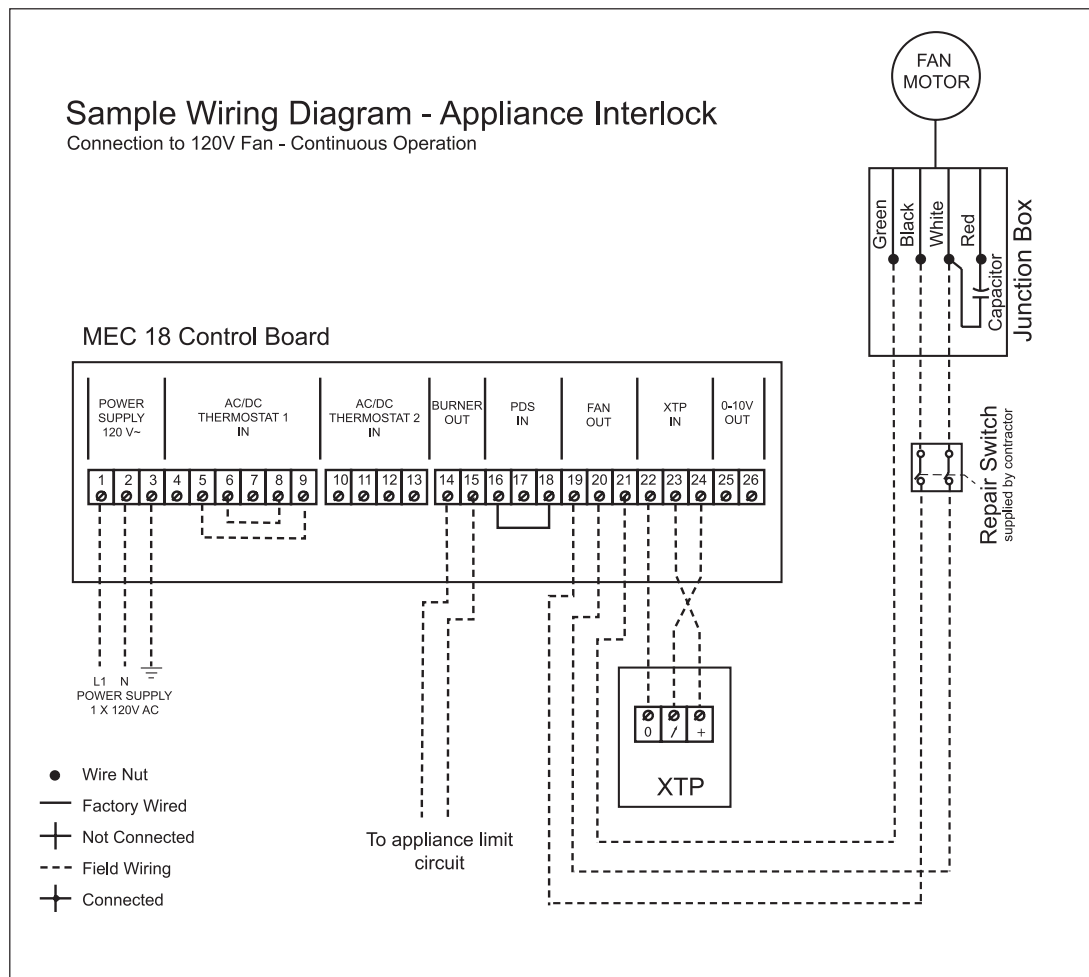 FAN
MOTOR
Sample Wiring Diagram - Appliance Interlock
Connection to 120V Fan - Continuous Operation
Green
Black
White
Red
Capacitor
Junction Box
MEC 18 Control Board
POWER
SUPPLY
120 V~
AC/DC
THERMOSTAT 1
IN
AC/DC
THERMOSTAT 2
IN
BURNER
OUT
PDS
IN
FAN
OUT
XTP
IN
0-10V
OUT
1 2 3 4 5 6 7 8 9 10 11 12 13 14 15 16 17 18 19 20 21 22 23 24 25 26
Repair Switch
supplied by contractor
L1 N
POWER SUPPLY
1 X 120V AC
0 / +
XTP
Wire Nut
Factory Wired
Not Connected
Field Wiring
Connected
To appliance limit
circuit